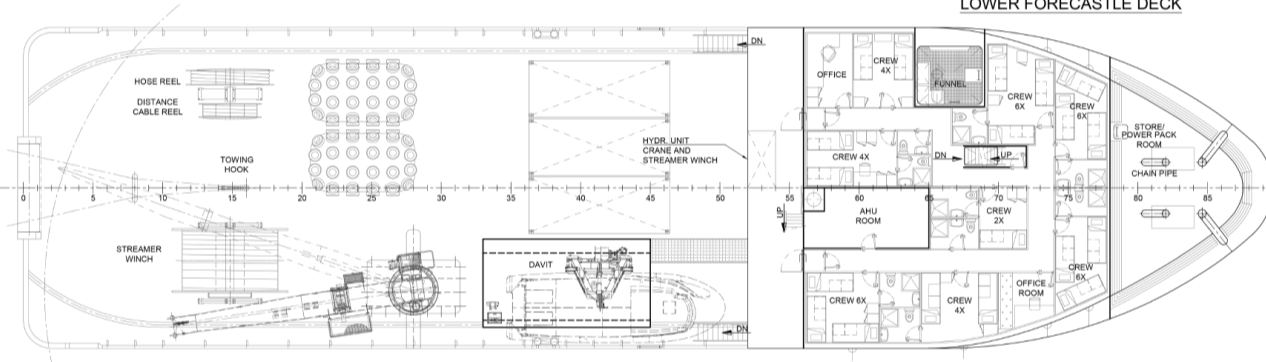 LOWER FORECASTLE DECK
DN
HOSE REEL
DISTANCE
CABLE REEL
TOWING
HOOK
HYDR. UNIT
CRANE AND
STREAMER WINCH
OFFICE
CREW
4X
FUNNEL
CREW
6X
CREW
6X
STORE/
POWER PACK
ROOM
CREW 4X
DN
UP
CHAIN PIPE
0 5 10 15 20 25 30 35 40 45 50 55 60 65 70 75 80 85
UP
AHU
ROOM
CREW
2X
STREAMER
WINCH
DAVIT
CREW
6X
OFFICE
ROOM
CREW 6X
CREW
4X
DN